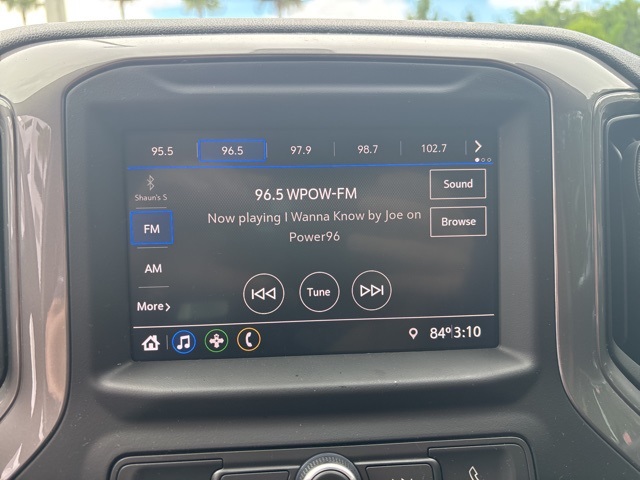 95.5 96.5 97.9 98.7 102.7
Shaun's S
96.5 WPOW-FM
Sound
Now playing I Wanna Know by Joe on
Power96
Browse
FM
AM
Tune
More
84° 3:10